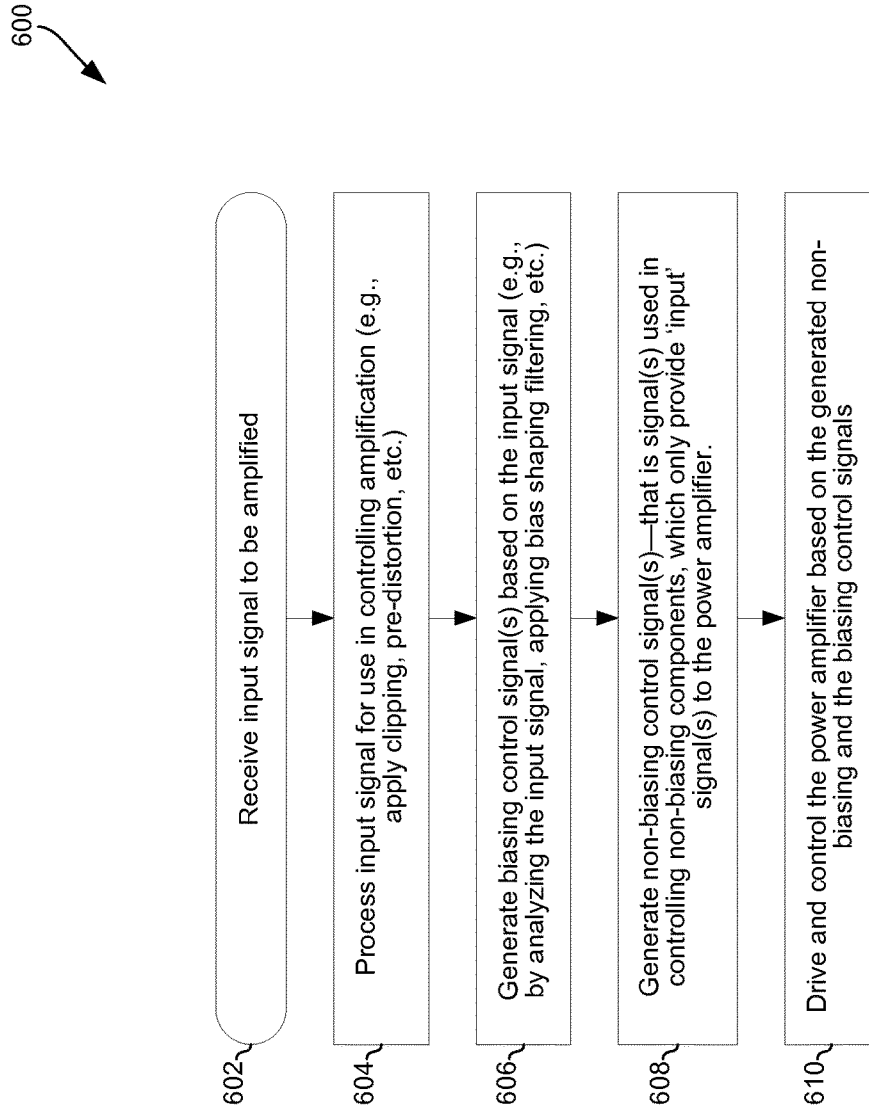 600
602
Receive input signal to be amplified
604
Process input signal for use in controlling amplification (e.g.,
apply clipping, pre-distortion, etc.)
606
Generate biasing control signal(s) based on the input signal (e.g.,
by analyzing the input signal, applying bias shaping filtering, etc.)
608
Generate non-biasing control signal(s)—that is signal(s) used in
controlling non-biasing components, which only provide ‘input’
signal(s) to the power amplifier.
610
Drive and control the power amplifier based on the generated non-
biasing and the biasing control signals